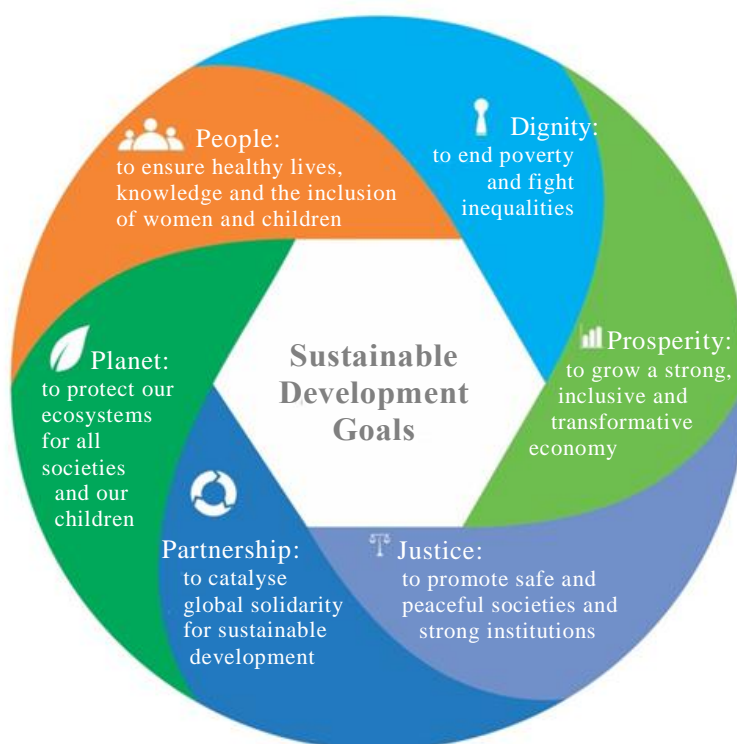 People:
to ensure healthy lives,
knowledge and the inclusion
of women and children
Dignity:
to end poverty
and fight
inequalities
Prosperity:
to grow a strong,
inclusive and
transformative
economy
Justice:
to promote safe and
peaceful societies and
strong institutions
Partnership:
to catalyse
global solidarity
for sustainable
development
Planet:
to protect our
ecosystems
for all
societies
and our
children
Sustainable
Development
Goals